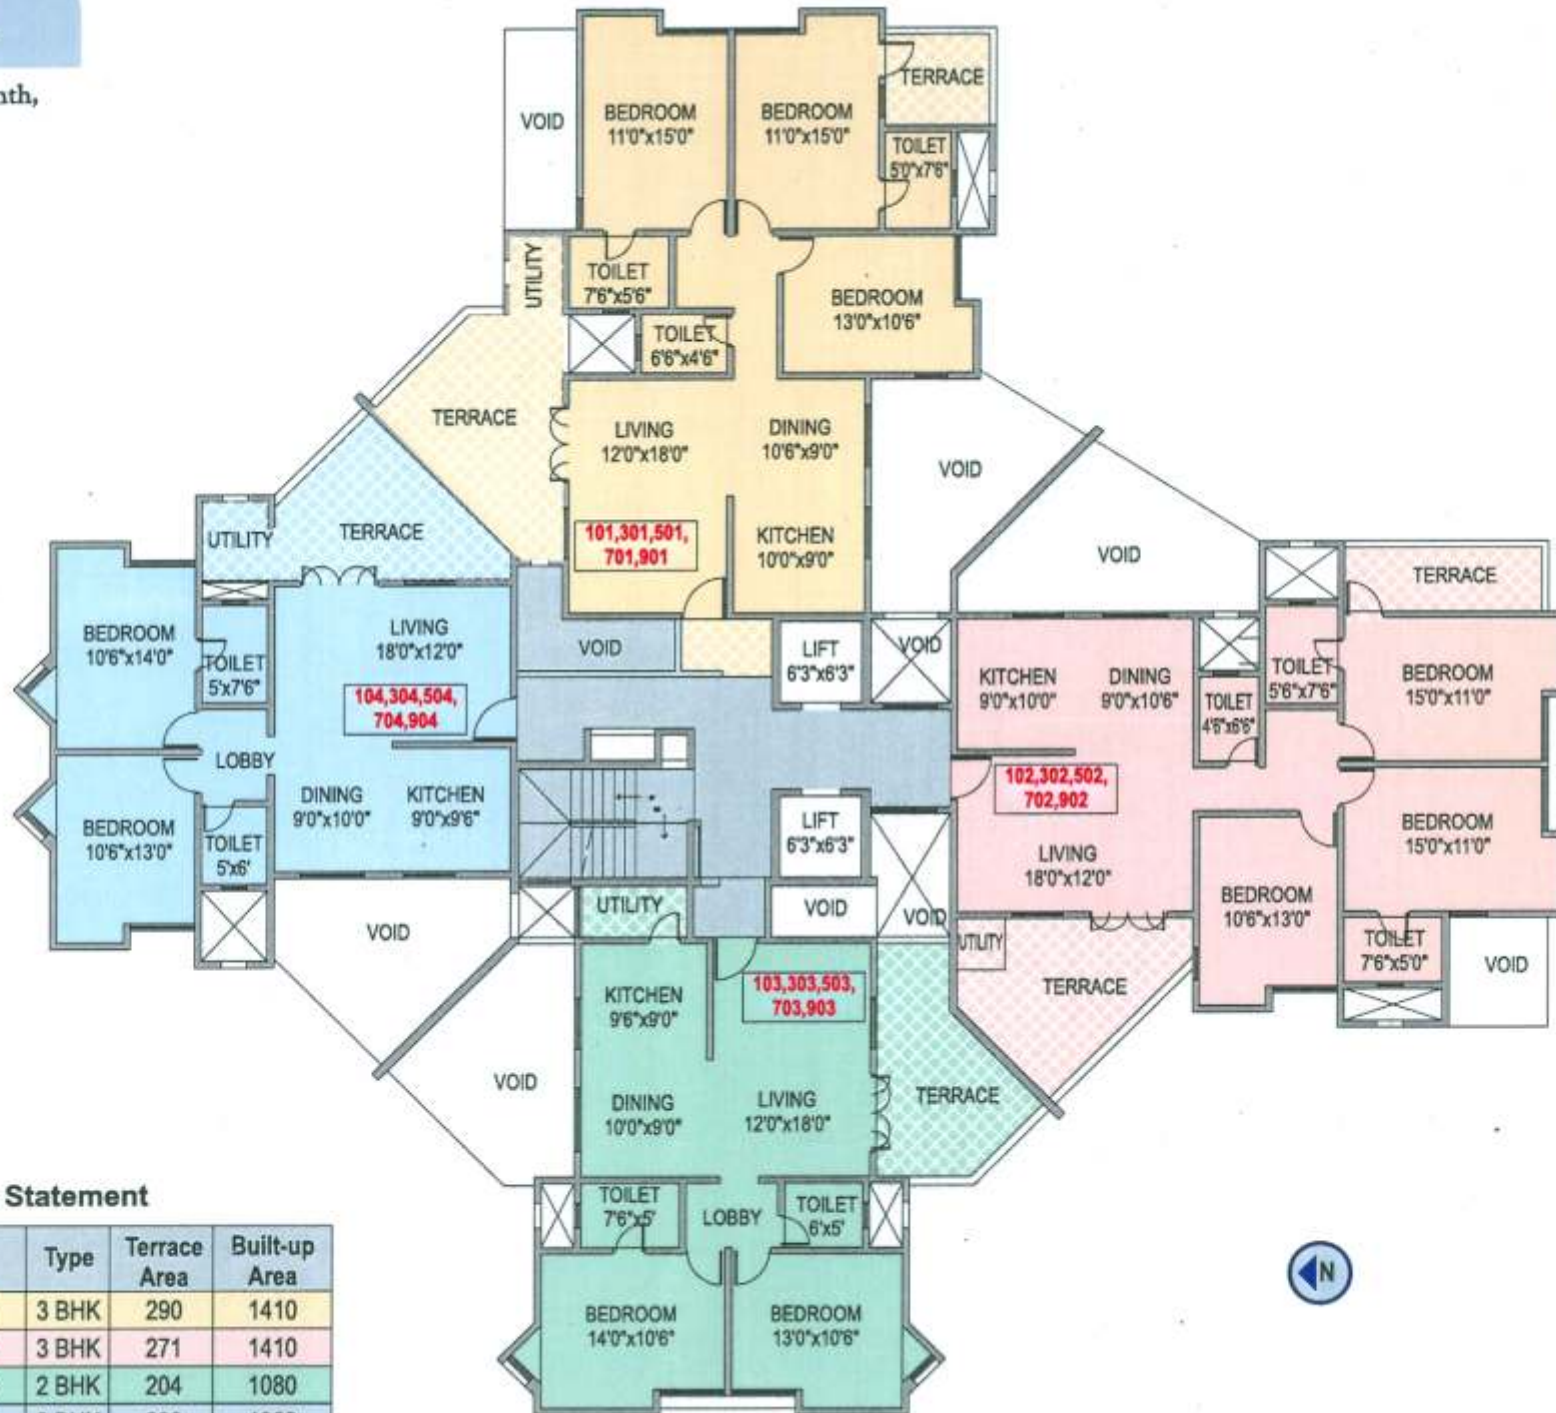 nth,
BEDROOM
11'0"x15'0"
BEDROOM
11'0"x15'0"
TERRACE
VOID
TOILET
5'0"x7'6"
UTILITY
TOILET
7'6"x5'6"
BEDROOM
13'0"x10'6"
TOILET
6'6"x4'6"
TERRACE
LIVING
12'0"x18'0"
DINING
10'6"x9'0"
VOID
101,301,501,
701,901
KITCHEN
10'0"x9'0"
UTILITY
TERRACE
VOID
TERRACE
BEDROOM
10'6"x14'0"
TOILET
5'x7'6"
LIVING
18'0"x12'0"
104,304,504,
704,904
VOID
LIFT
6'3"x6'3"
VOID
KITCHEN
9'0"x10'0"
DINING
9'0"x10'6"
TOILET
4'6"x6'6"
TOILET
5'6"x7'6"
BEDROOM
15'0"x11'0"
LOBBY
102,302,502,
702,902
BEDROOM
10'6"x13'0"
DINING
9'0"x10'0"
KITCHEN
9'0"x9'6"
TOILET
5'x6'
LIFT
6'3"x6'3"
LIVING
18'0"x12'0"
BEDROOM
15'0"x11'0"
BEDROOM
10'6"x13'0"
VOID
UTILITY
VOID
VOID
UTILITY
TOILET
7'6"x5'0"
VOID
KITCHEN
9'6"x9'0"
103,303,503,
703,903
TERRACE
VOID
DINING
10'0"x9'0"
LIVING
12'0"x18'0"
TERRACE
TOILET
7'6"x5'
LOBBY
TOILET
6'x5'
BEDROOM
14'0"x10'6"
BEDROOM
13'0"x10'6"
N
Statement
Type Terrace Area Built-up Area
3 BHK 290 1410
3 BHK 271 1410
2 BHK 204 1080